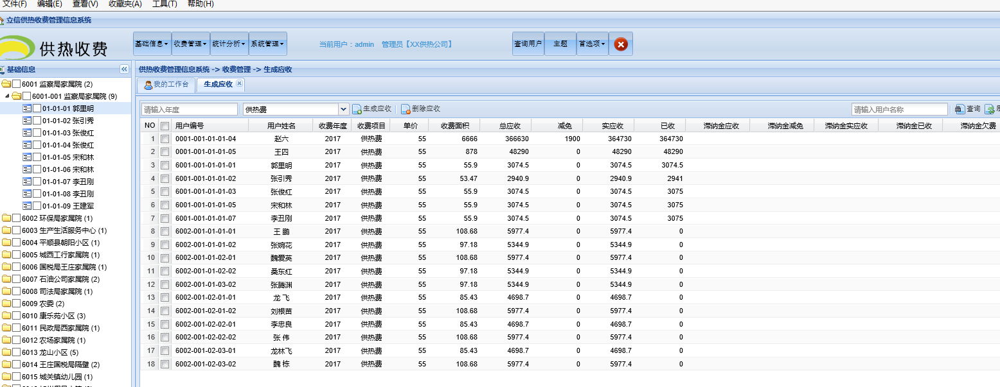 文件(F) 编辑(E) 查看(V) 收藏夹(A) 工具(T) 帮助(H)
立信供热收费管理信息系统
供热收费 基础信息 收费管理 统计分析 系统管理 当前用户：admin 管理员【XX供热公司】 查询用户 主题 首选项
基础信息
供热收费管理信息系统 -> 收费管理 -> 生成应收
我的工作台 生成应收
6001 监察局家属院 (2)
6001-001 监察局家属院 (9)
01-01-01 郭里明
01-01-02 张引秀
01-01-03 张俊红
01-01-04 张俊红
01-01-05 宋和林
01-01-06 宋和林
01-01-07 李丑刚
01-01-08 李丑刚
01-01-09 王建军
6002 环保局家属院 (1)
6003 生产生活服务中心 (1)
6004 平顺县朝阳小区 (1)
6005 城西工行家属院 (1)
6006 国税局王庄家属院 (1)
6007 石油公司家属院 (2)
6008 司法局家属院 (1)
6009 农委 (2)
6010 康乐苑小区 (3)
6011 民政局西家属院 (1)
6012 农场家属院 (1)
6013 龙山小区 (5)
6014 王庄国税局隔壁 (2)
6015 城关镇幼儿园 (1)
请输入年度 供热费 生成应收 删除应收 请输入用户名称 查询
NO 用户编号 用户姓名 收费年度 收费项目 单价 收费面积 总应收 减免 实应收 已收 滞纳金应收 滞纳金减免 滞纳金实应收 滞纳金已收 滞纳金欠费
1 0001-001-01-01-04 赵六 2017 供热费 55 6666 366630 1900 364730 364730
2 0001-001-01-01-05 王四 2017 供热费 55 878 48290 0 48290 48290
3 6001-001-01-01-01 郭里明 2017 供热费 55 55.9 3074.5 0 3074.5 3074.5
4 6001-001-01-01-02 张引秀 2017 供热费 55 53.47 2940.9 0 2940.9 2941
5 6001-001-01-01-03 张俊红 2017 供热费 55 55.9 3074.5 0 3074.5 3075
6 6001-001-01-01-05 宋和林 2017 供热费 55 55.9 3074.5 0 3074.5 3075
7 6001-001-01-01-07 李丑刚 2017 供热费 55 55.9 3074.5 0 3074.5 3075
8 6002-001-01-01-01 王 鹏 2017 供热费 55 108.68 5977.4 0 5977.4 0
9 6002-001-01-01-02 张婉花 2017 供热费 55 97.18 5344.9 0 5344.9 0
10 6002-001-01-02-01 魏爱英 2017 供热费 55 108.68 5977.4 0 5977.4 0
11 6002-001-01-02-02 桑东红 2017 供热费 55 97.18 5344.9 0 5344.9 0
12 6002-001-01-03-02 张腾渊 2017 供热费 55 97.18 5344.9 0 5344.9 0
13 6002-001-02-01-01 龙 飞 2017 供热费 55 85.43 4698.7 0 4698.7 0
14 6002-001-02-01-02 刘根苗 2017 供热费 55 108.68 5977.4 0 5977.4 0
15 6002-001-02-02-01 李忠良 2017 供热费 55 85.43 4698.7 0 4698.7 0
16 6002-001-02-02-02 张 伟 2017 供热费 55 108.68 5977.4 0 5977.4 0
17 6002-001-02-03-01 龙林飞 2017 供热费 55 85.43 4698.7 0 4698.7 0
18 6002-001-02-03-02 魏 栋 2017 供热费 55 108.68 5977.4 0 5977.4 0